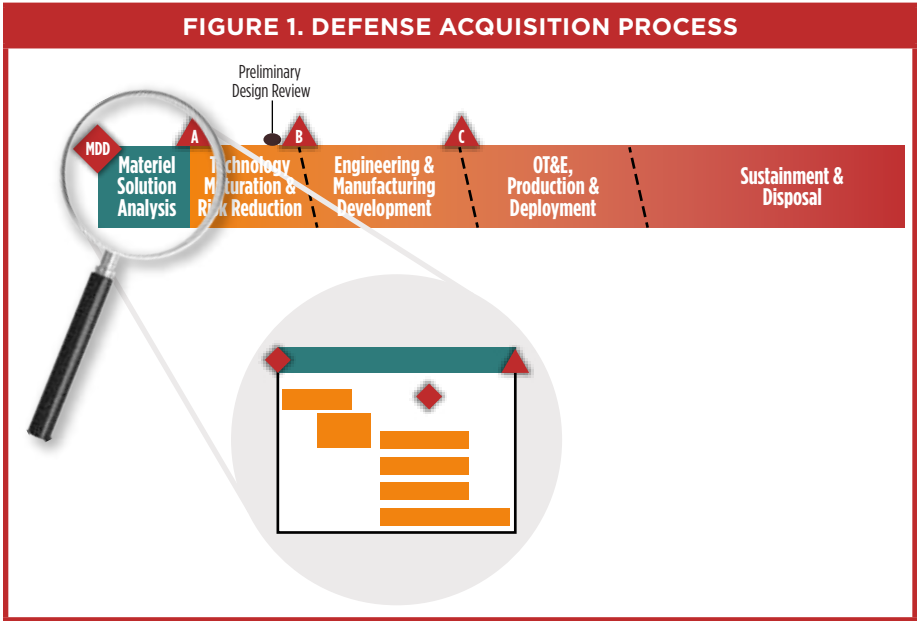 FIGURE 1. DEFENSE ACQUISITION PROCESS
Preliminary
Design Review
MDD
A
B
C
Materiel
Solution
Analysis
Technology
Maturation &
Risk Reduction
Engineering &
Manufacturing
Development
OT&E,
Production &
Deployment
Sustainment &
Disposal